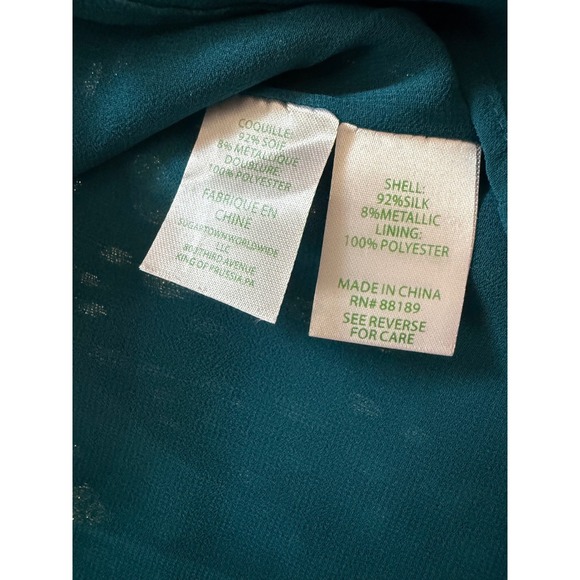 COQUILLE:
92% SOIE
8% METALLIQUE
DOUBLURE:
100% POLYESTER
FABRIQUE EN
CHINE
SUGARTOWN WORLDWIDE
LLC
800 THIRD AVENUE
KING OF PRUSSIA, PA
SHELL:
92%SILK
8%METALLIC
LINING:
100% POLYESTER
MADE IN CHINA
RN# 88189
SEE REVERSE
FOR CARE